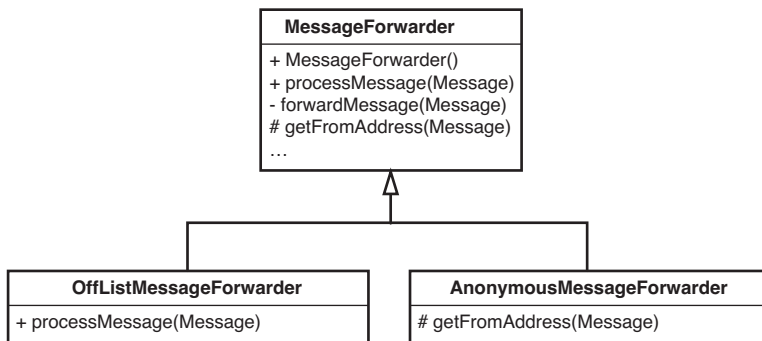 MessageForwarder
+ MessageForwarder()
+ processMessage(Message)
- forwardMessage(Message)
# getFromAddress(Message)
…
OffListMessageForwarder
+ processMessage(Message)
AnonymousMessageForwarder
# getFromAddress(Message)